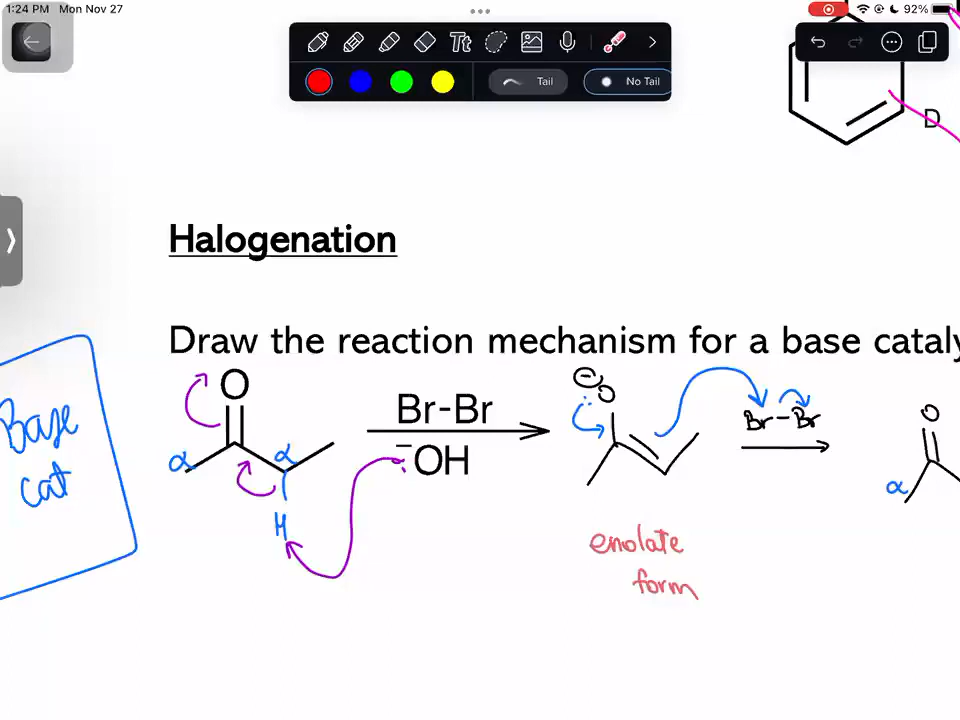 1:24 PM Mon Nov 27
92%
Tt
Tail
No Tail
D
Halogenation
Draw the reaction mechanism for a base cataly
Base
cat
O
Br-Br
⁻:OH
α
α
H
⊖
:O
Br-Br
O
α
enolate
form